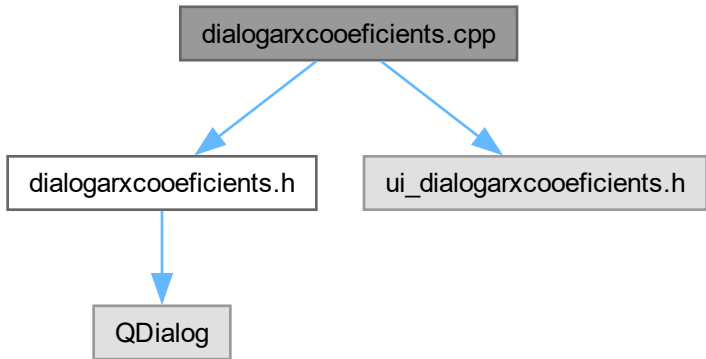 dialogarxcooeficients.cpp
dialogarxcooeficients.h
ui_dialogarxcooeficients.h
QDialog